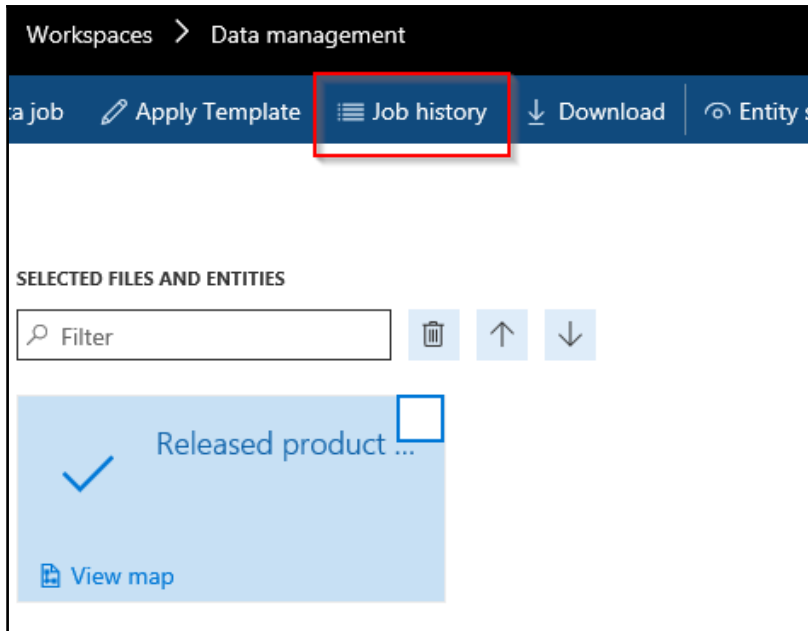 Workspaces > Data management
ta job Apply Template Job history Download Entity s
SELECTED FILES AND ENTITIES
Filter
Released product ...
View map